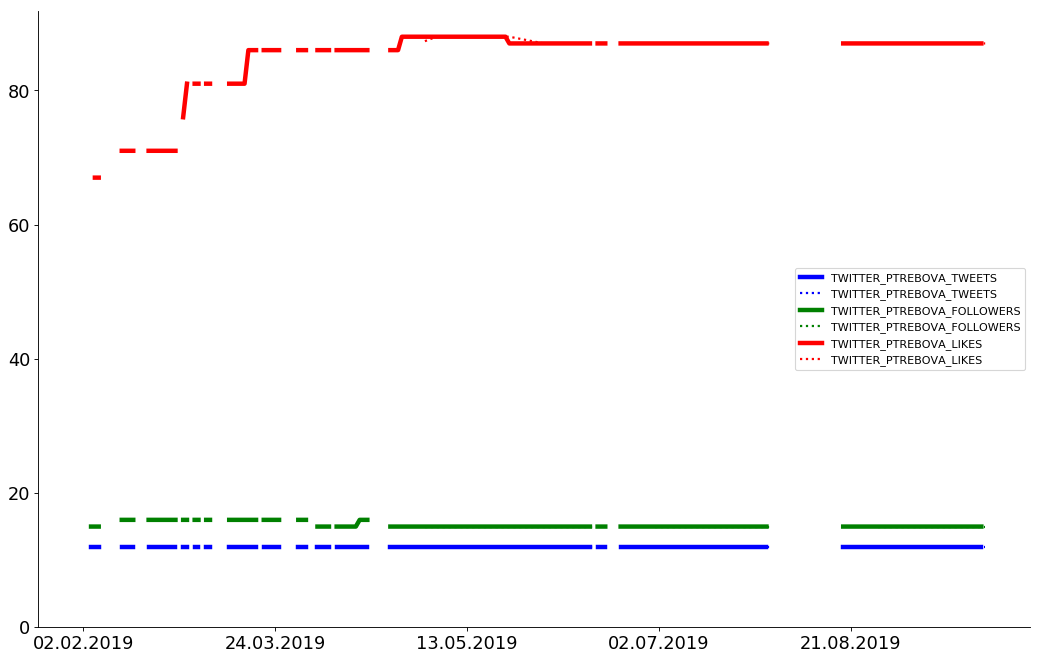 80
60
40
20
0
02.02.2019 24.03.2019 13.05.2019 02.07.2019 21.08.2019
TWITTER_PTREBOVA_TWEETS
TWITTER_PTREBOVA_TWEETS
TWITTER_PTREBOVA_FOLLOWERS
TWITTER_PTREBOVA_FOLLOWERS
TWITTER_PTREBOVA_LIKES
TWITTER_PTREBOVA_LIKES